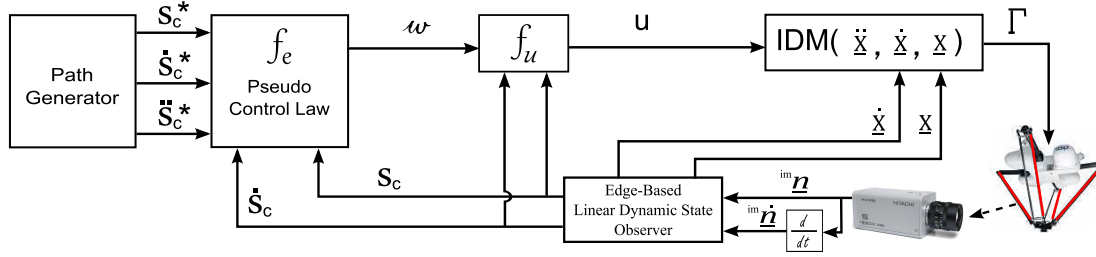 Path
Generator
S_c^*
Ṡ_c^*
S̈_c^*
f_e
Pseudo
Control Law
w
f_u
u
IDM( ẍ, ẋ, x )
Γ
ẋ
x
S_c
Ṡ_c
Edge-Based
Linear Dynamic State
Observer
im n
im ṅ
d
dt
HITACHI